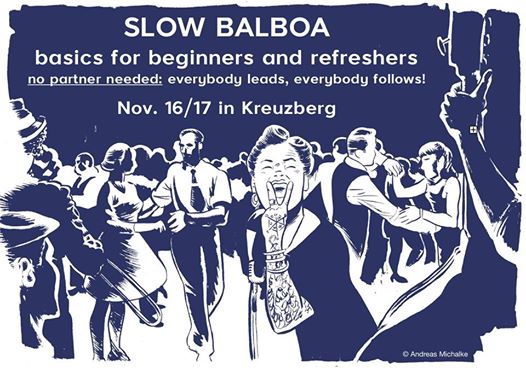 SLOW BALBOA
basics for beginners and refreshers
no partner needed: everybody leads, everybody follows!
Nov. 16/17 in Kreuzberg
© Andreas Michalke